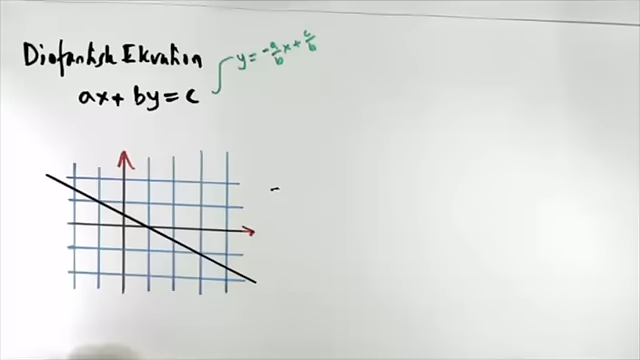 Diofantisk Ekvation
y = -a/b x + c/b
ax + by = c